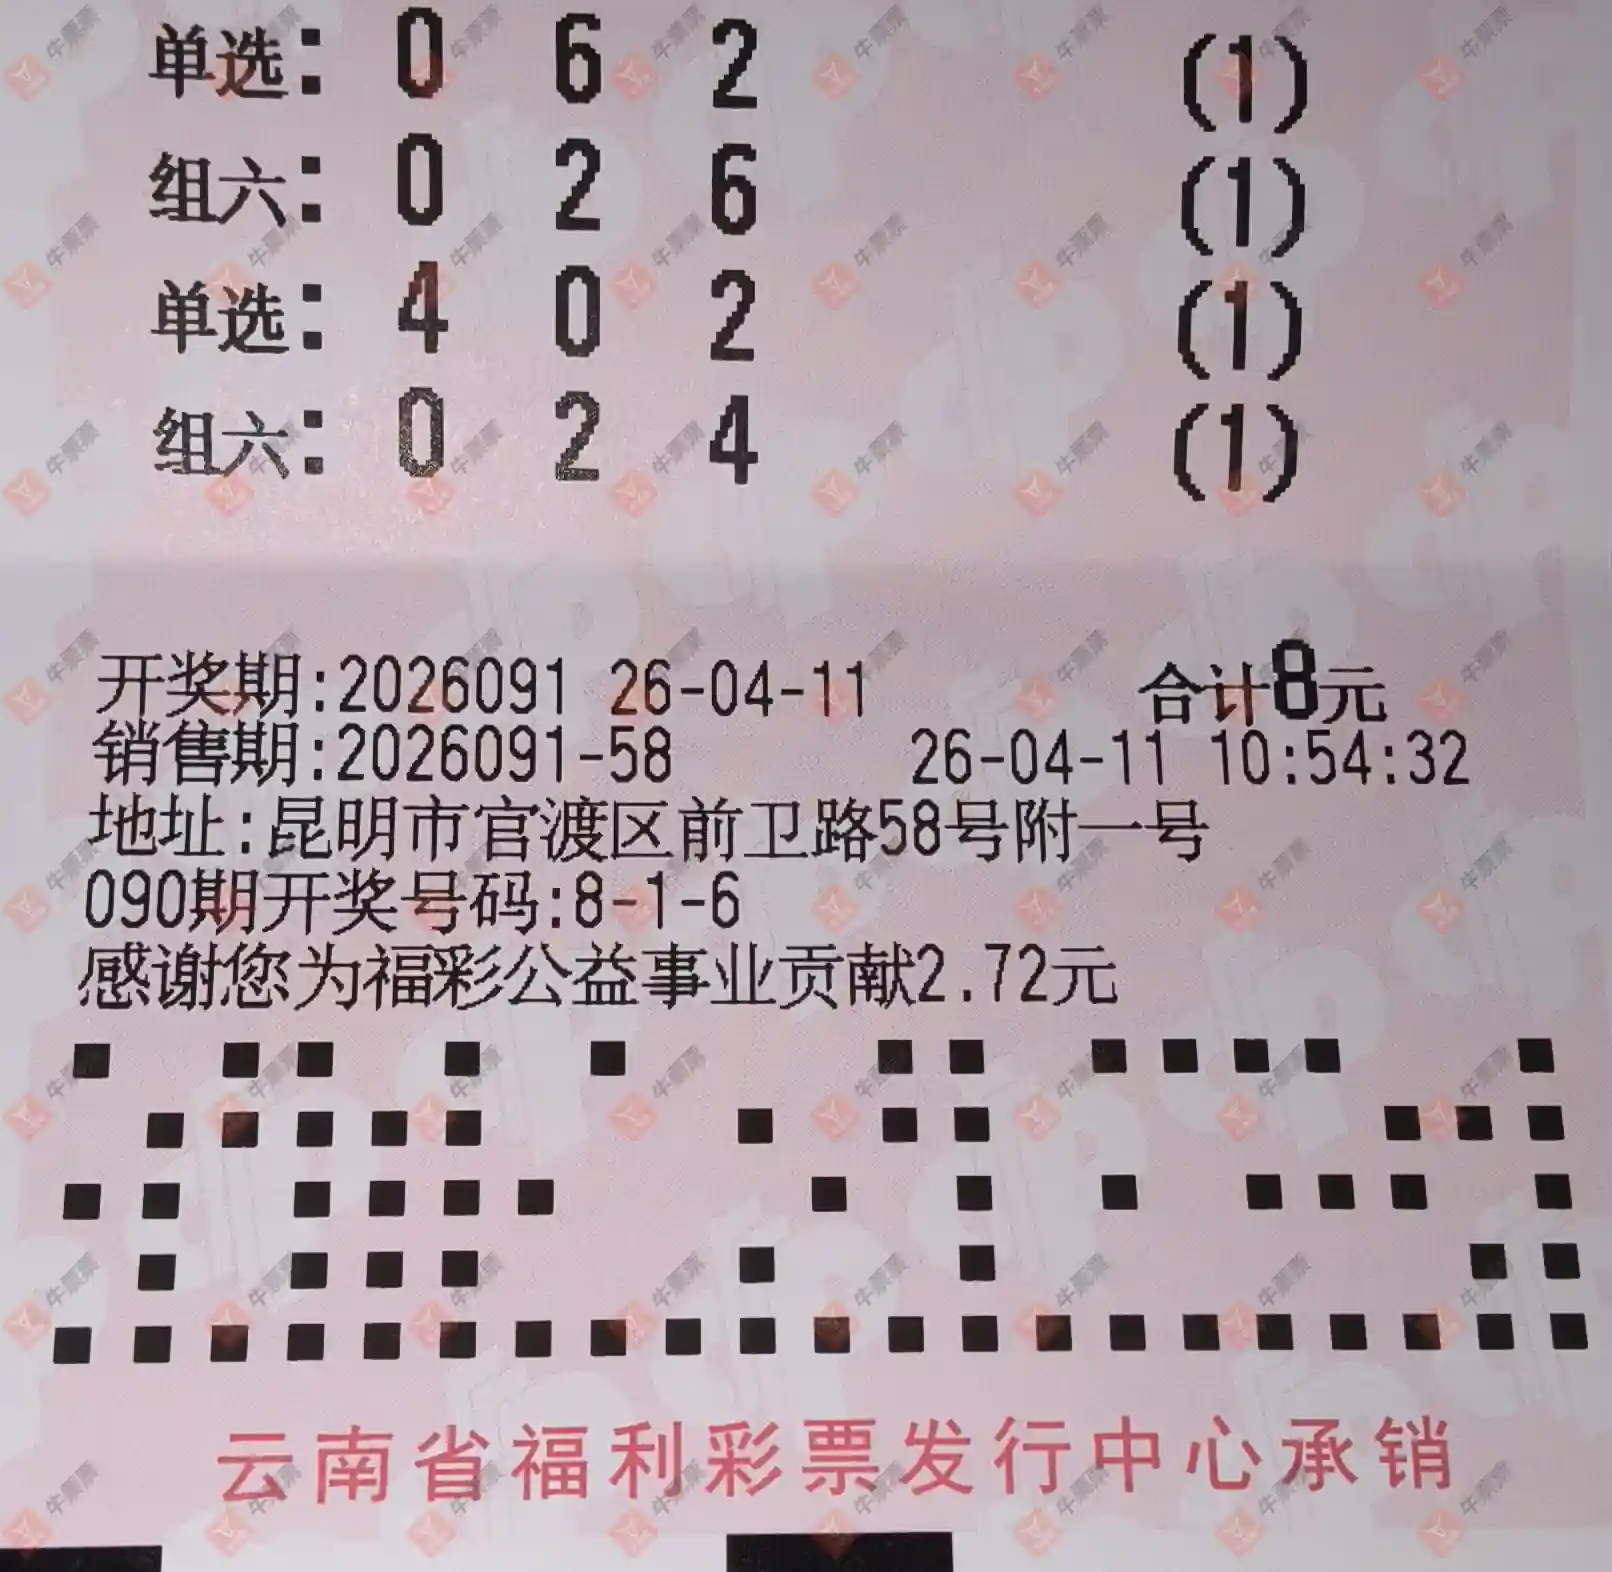 单选: 0 6 2 (1)
组六: 0 2 6 (1)
单选: 4 0 2 (1)
组六: 0 2 4 (1)
开奖期:2026091 26-04-11 合计8元
销售期:2026091-58 26-04-11 10:54:32
地址:昆明市官渡区前卫路58号附一号
090期开奖号码:8-1-6
感谢您为福彩公益事业贡献2.72元
云南省福利彩票发行中心承销
牛票票